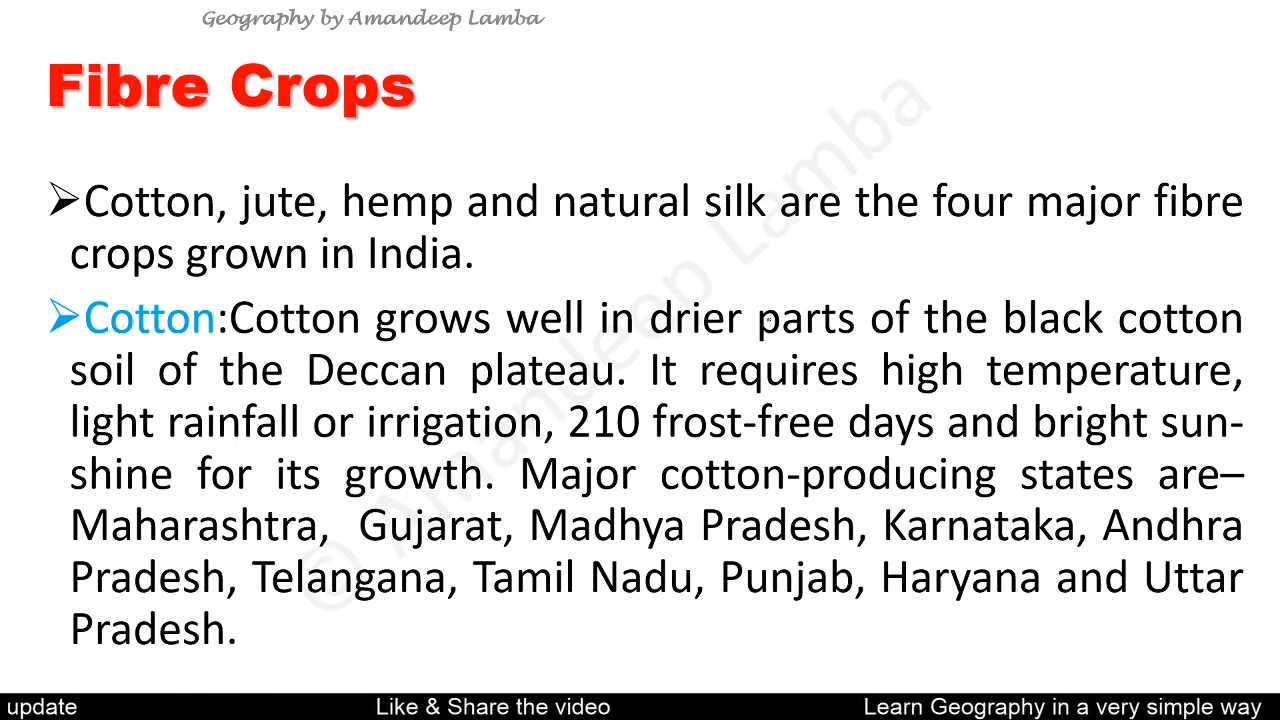 Geography by Amandeep Lamba
Fibre Crops
➢Cotton, jute, hemp and natural silk are the four major fibre
crops grown in India.
➢Cotton:Cotton grows well in drier parts of the black cotton
soil of the Deccan plateau. It requires high temperature,
light rainfall or irrigation, 210 frost-free days and bright sun-
shine for its growth. Major cotton-producing states are–
Maharashtra, Gujarat, Madhya Pradesh, Karnataka, Andhra
Pradesh, Telangana, Tamil Nadu, Punjab, Haryana and Uttar
Pradesh.
© Amandeep Lamba
update Like & Share the video Learn Geography in a very simple way